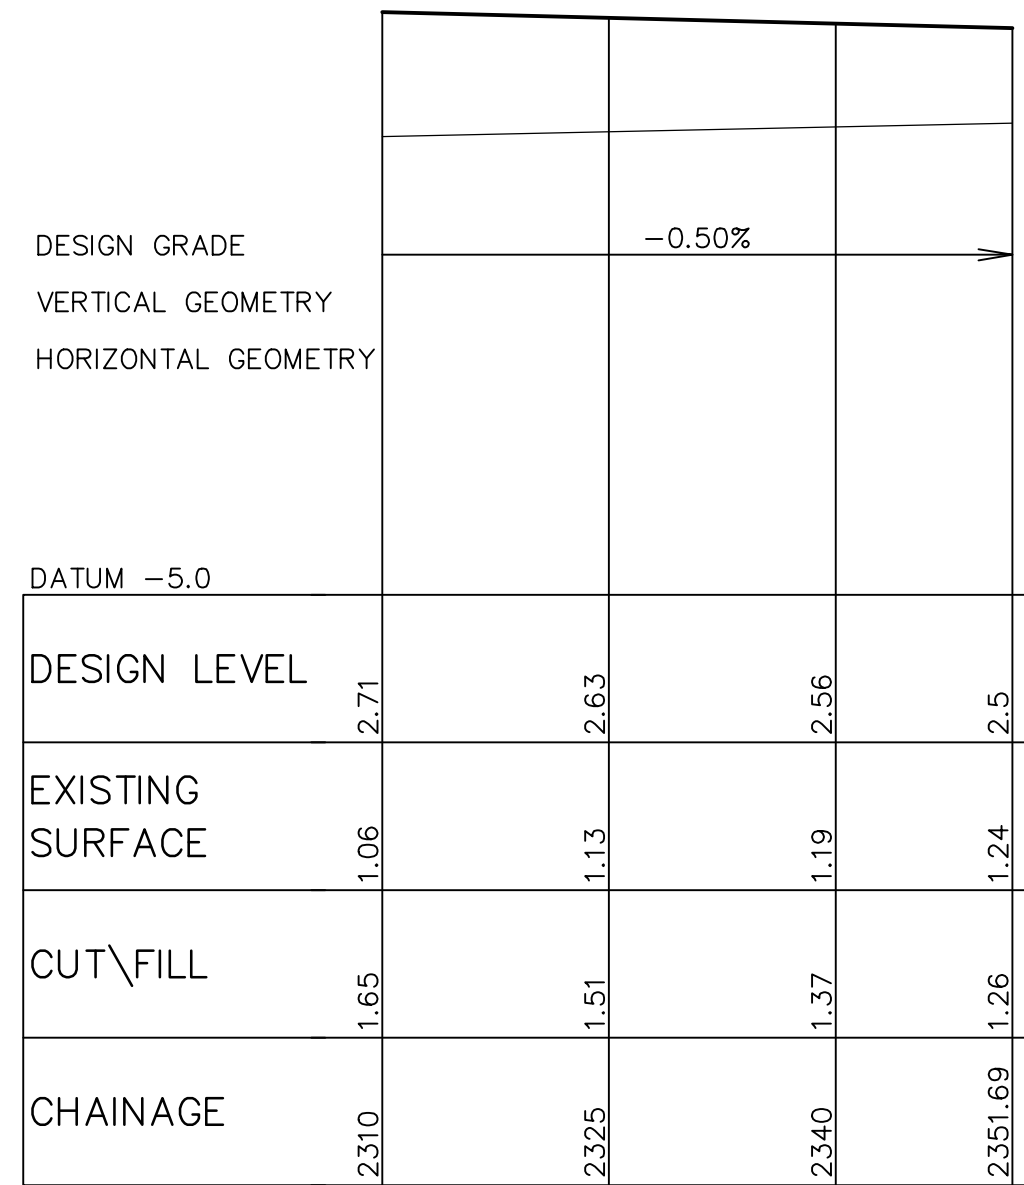 DESIGN GRADE
-0.50%
VERTICAL GEOMETRY
HORIZONTAL GEOMETRY
DATUM -5.0
DESIGN LEVEL
2.71
2.63
2.56
2.5
EXISTING
SURFACE
1.06
1.13
1.19
1.24
CUT\FILL
1.65
1.51
1.37
1.26
CHAINAGE
2310
2325
2340
2351.69